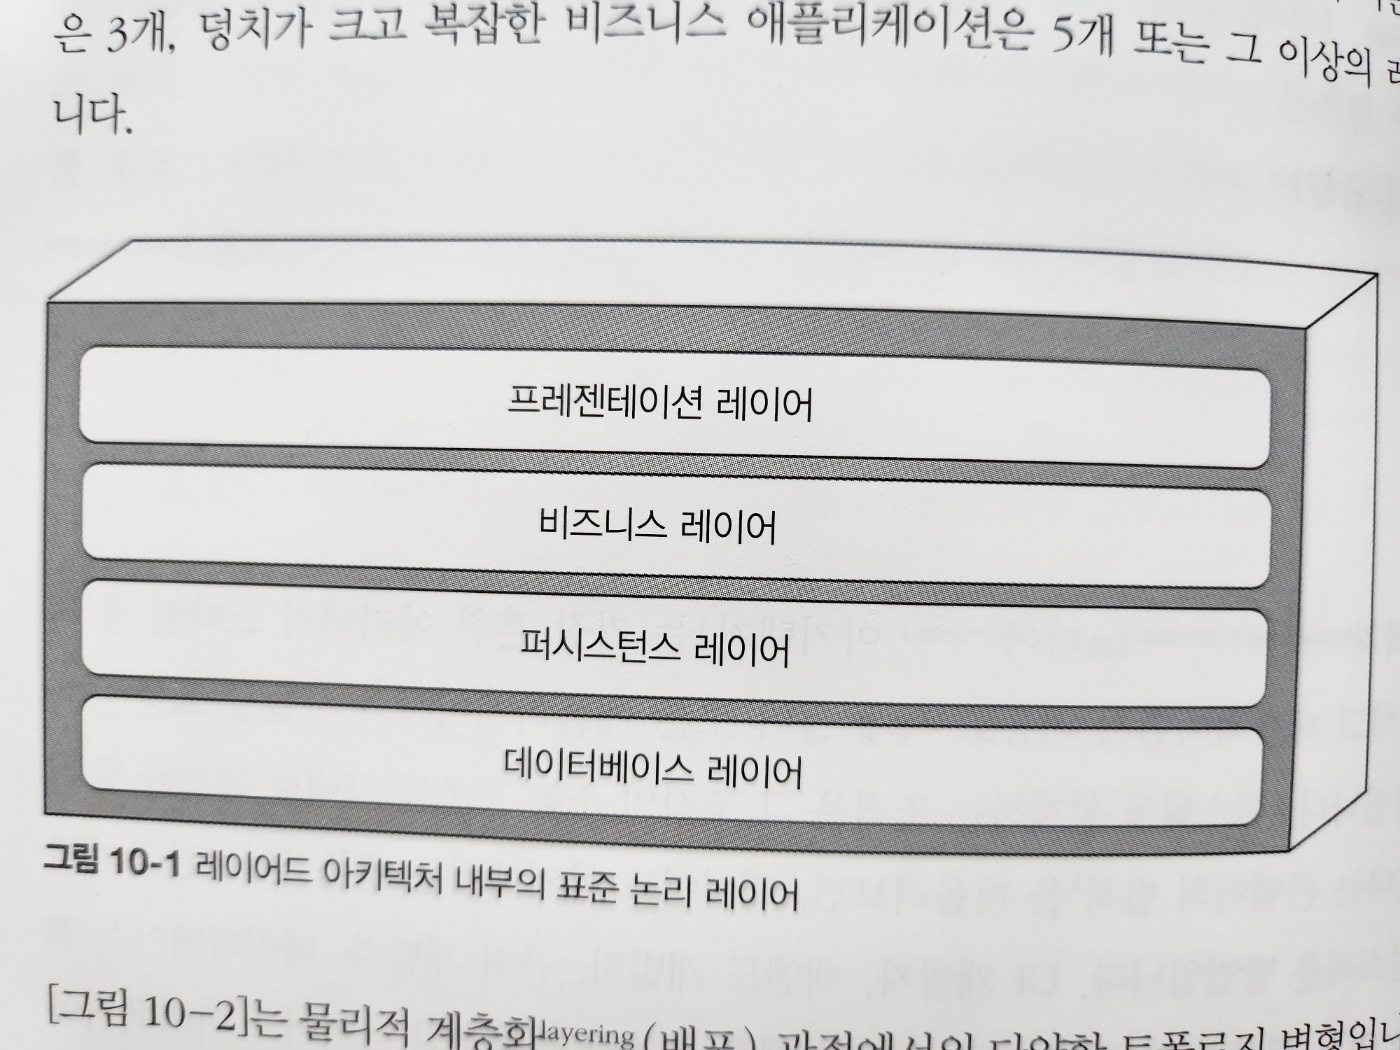 은 3개, 덩치가 크고 복잡한 비즈니스 애플리케이션은 5개 또는 그 이상의
니다.
프레젠테이션 레이어
비즈니스 레이어
퍼시스턴스 레이어
데이터베이스 레이어
그림 10-1 레이어드 아키텍처 내부의 표준 논리 레이어
[그림 10-2]는 물리적 계층화layering(배포) 관점에서의 다양한 토폴로지 변형입니